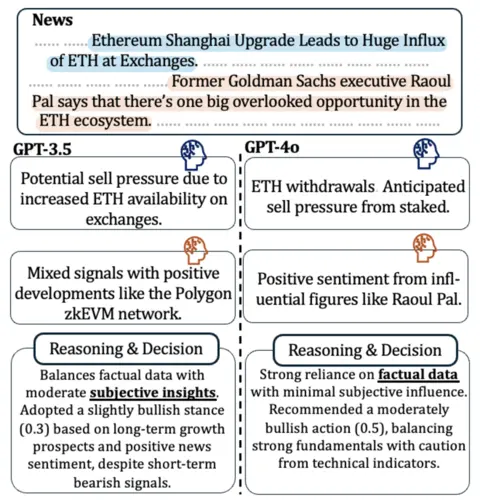 News
...... ...... Ethereum Shanghai Upgrade Leads to Huge Influx
of ETH at Exchanges. ...... ...... ...... ......
...... ...... ...... ...... Former Goldman Sachs executive Raoul
Pal says that there's one big overlooked opportunity in the
ETH ecosystem. ...... ...... ...... ...... ...... ......
GPT-3.5
Potential sell pressure due to
increased ETH availability on
exchanges.
Mixed signals with positive
developments like the Polygon
zkEVM network.
Reasoning & Decision
Balances factual data with
moderate subjective insights.
Adopted a slightly bullish stance
(0.3) based on long-term growth
prospects and positive news
sentiment, despite short-term
bearish signals.
GPT-4o
ETH withdrawals Anticipated
sell pressure from staked.
Positive sentiment from infl-
uential figures like Raoul Pal.
Reasoning & Decision
Strong reliance on factual data
with minimal subjective influence.
Recommended a moderately
bullish action (0.5), balancing
strong fundamentals with caution
from technical indicators.